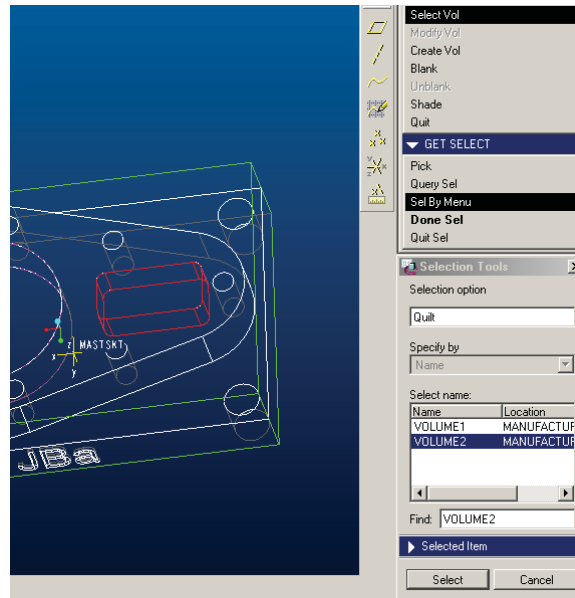 Select Vol
Modify Vol
Create Vol
Blank
Unblank
Shade
Quit
GET SELECT
Pick
Query Sel
Sel By Menu
Done Sel
Quit Sel
Selection Tools
Selection option
Quilt
Specify by
Name
Select name:
Name Location
VOLUME1 MANUFACTUR
VOLUME2 MANUFACTUR
Find: VOLUME2
Selected Item
Select Cancel
z MASTSKT
x
y
JBa